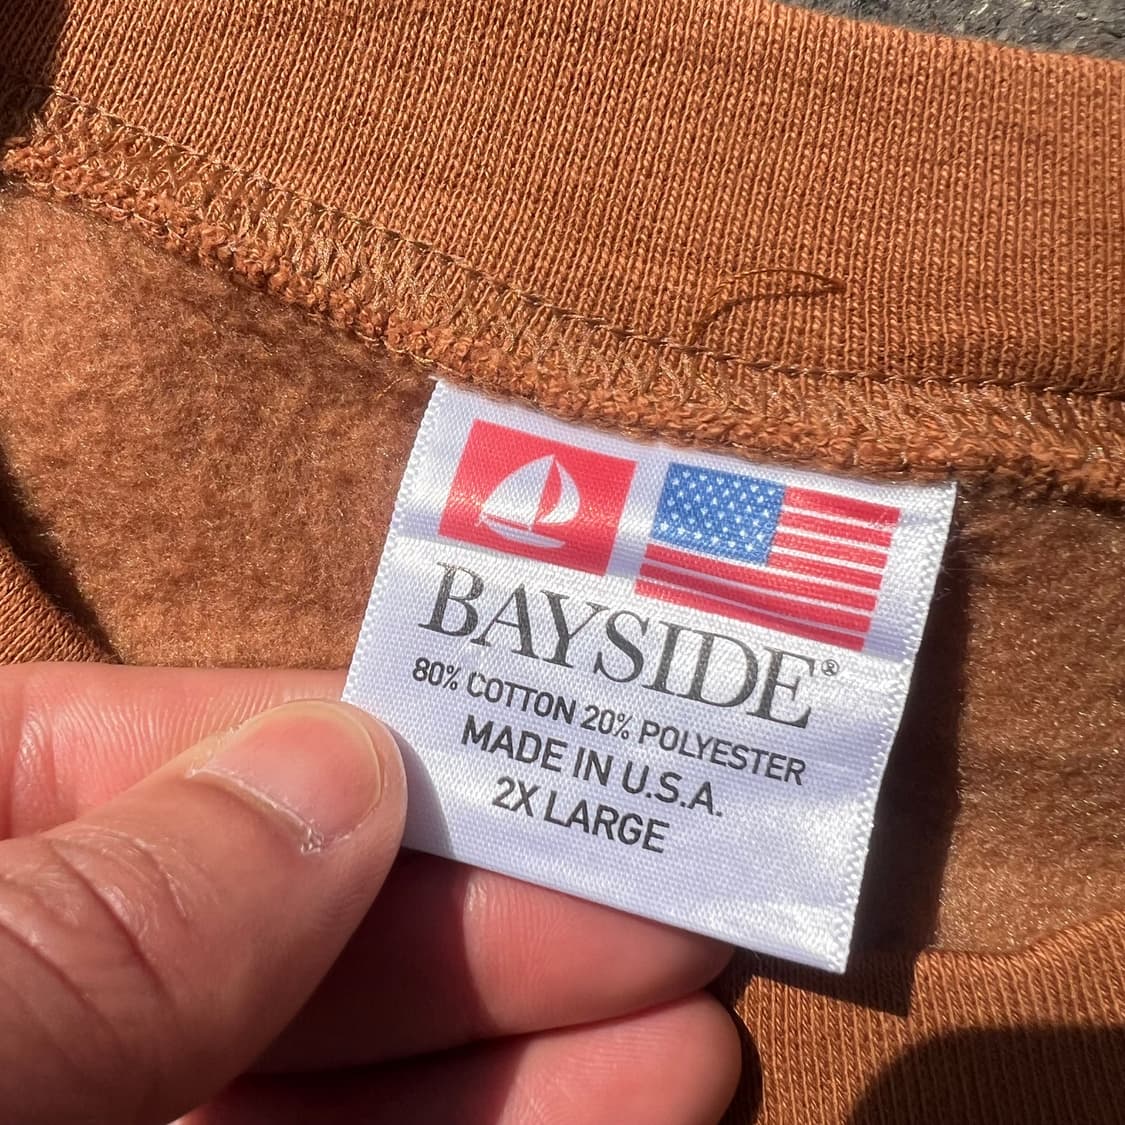 BAYSIDE®
80% COTTON 20% POLYESTER
MADE IN U.S.A.
2X LARGE